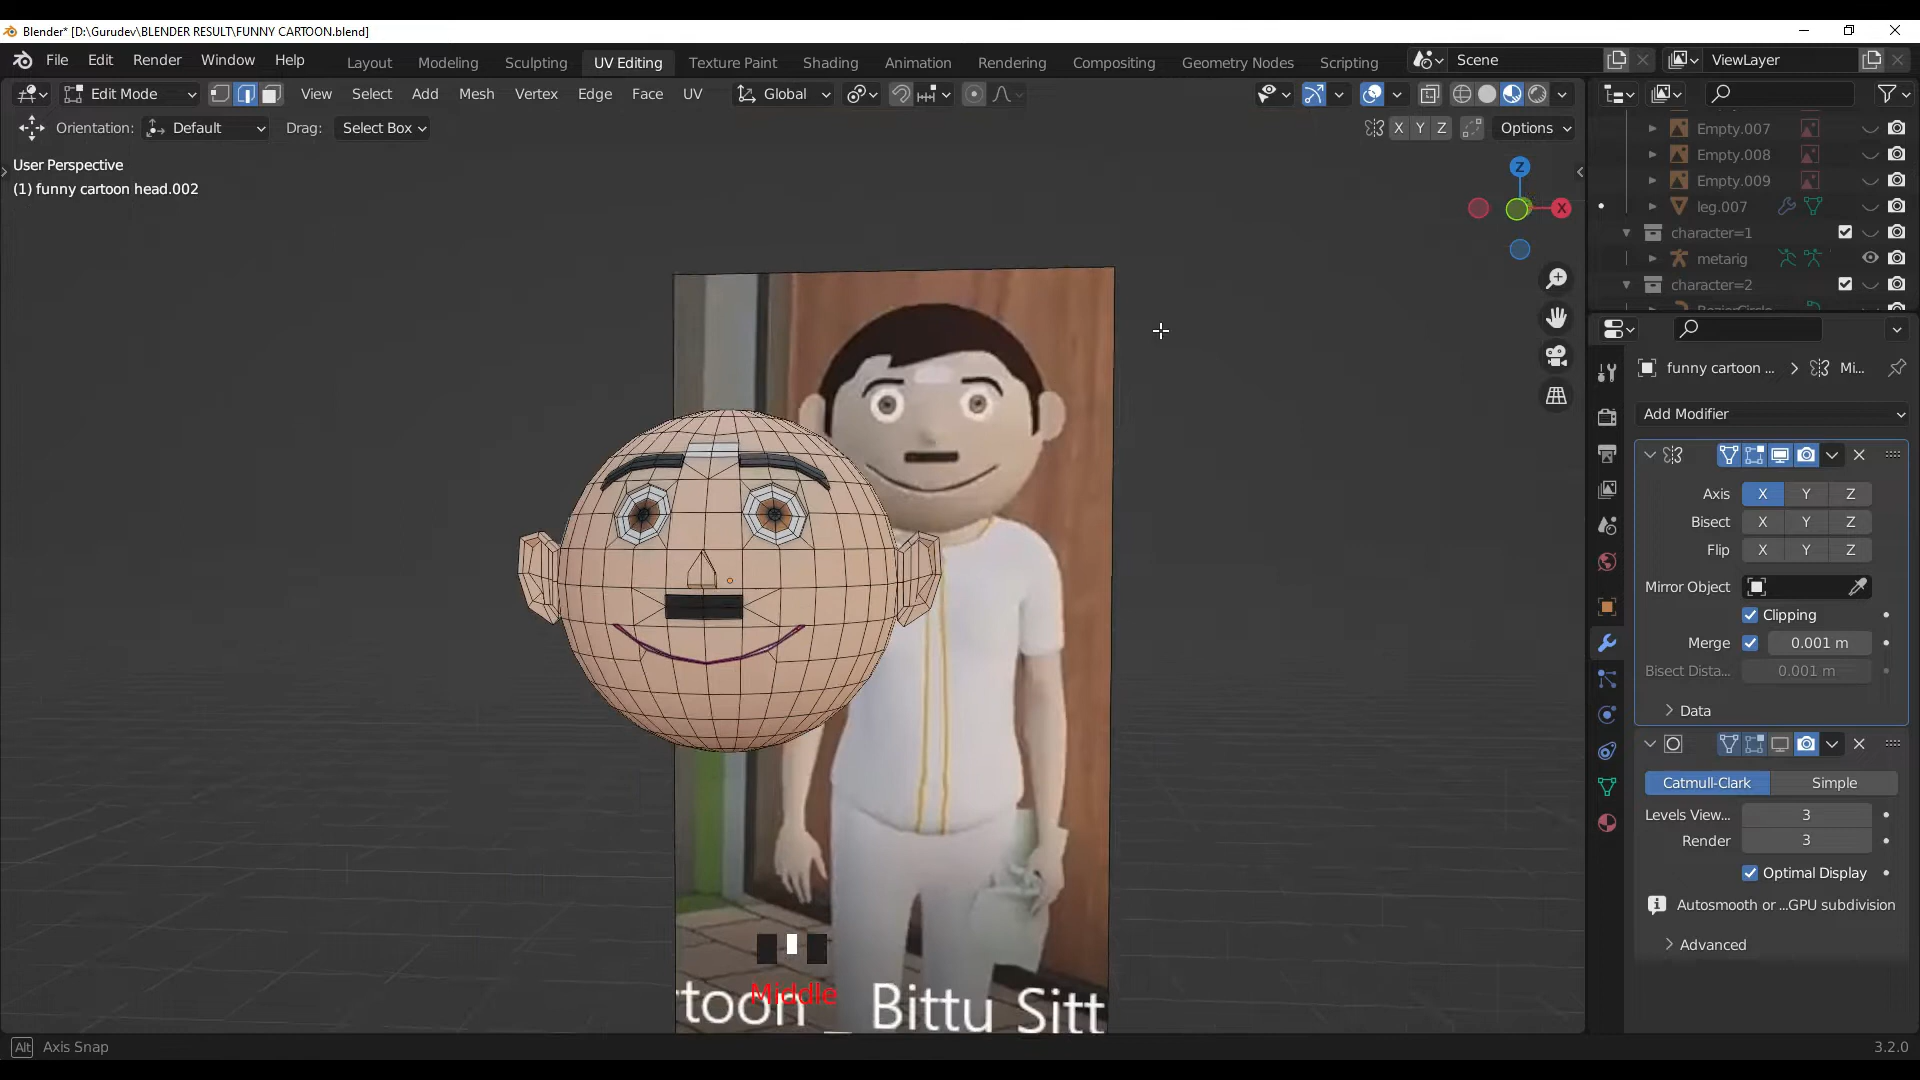 Blender* [D:\Gurudev\BLENDER RESULT\FUNNY CARTOON.blend]
File Edit Render Window Help Layout Modeling Sculpting UV Editing Texture Paint Shading Animation Rendering Compositing Geometry Nodes Scripting Scene ViewLayer
Edit Mode View Select Add Mesh Vertex Edge Face UV Global
Orientation: Default Drag: Select Box X Y Z Options
User Perspective
(1) funny cartoon head.002
Z
X
Empty.007
Empty.008
Empty.009
leg.007
character=1
metarig
character=2
funny cartoon ... Mi...
Add Modifier
Axis X Y Z
Bisect X Y Z
Flip X Y Z
Mirror Object
Clipping
Merge 0.001 m
Bisect Dista... 0.001 m
Data
Catmull-Clark Simple
Levels View... 3
Render 3
Optimal Display
Autosmooth or ...GPU subdivision
Advanced
toon _ Bittu Sitt
Middle
Alt Axis Snap
3.2.0